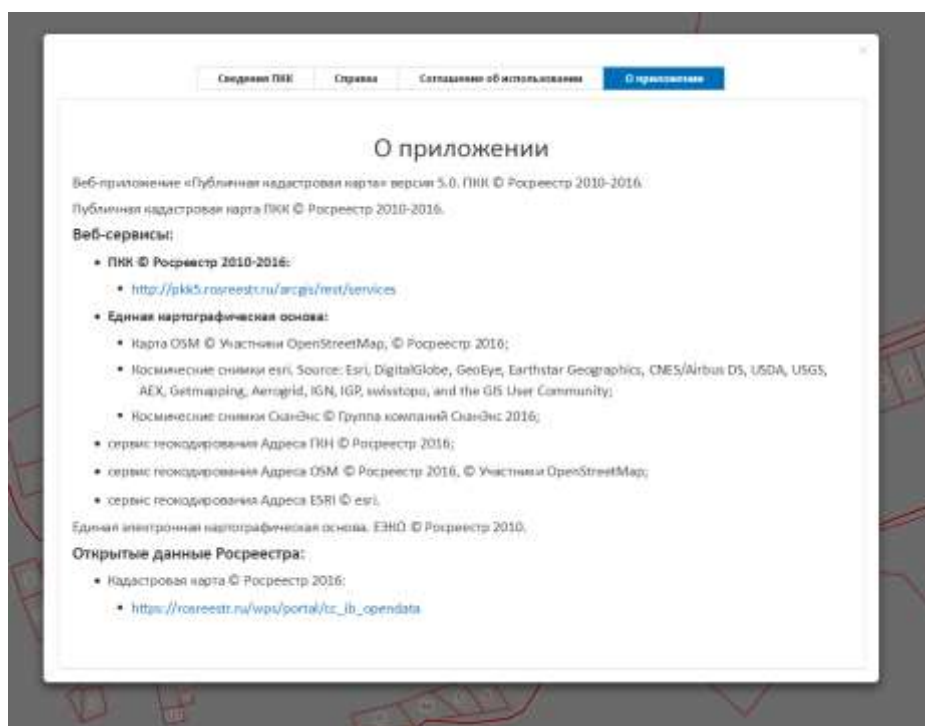 Сведения ПКК
Справка
Соглашение об использовании
О приложении
О приложении
Веб-приложение «Публичная кадастровая карта» версия 5.0. ПКК © Росреестр 2010-2016.
Публичная кадастровая карта ПКК © Росреестр 2010-2016.
Веб-сервисы:
• ПКК © Росреестр 2010-2016:
• http://pkk5.rosreestr.ru/arcgis/rest/services
• Единая картографическая основа:
• Карта OSM © Участники OpenStreetMap, © Росреестр 2016;
• Космические снимки esri. Source: Esri, DigitalGlobe, GeoEye, Earthstar Geographics, CNES/Airbus DS, USDA, USGS,
AEX, Getmapping, Aerogrid, IGN, IGP, swisstopo, and the GIS User Community;
• Космические снимки СканЭкс © Группа компаний СканЭкс 2016;
• сервис геокодирования Адреса ГКН © Росреестр 2016;
• сервис геокодирования Адреса OSM © Росреестр 2016, © Участники OpenStreetMap;
• сервис геокодирования Адреса ESRI © esri.
Единая электронная картографическая основа. ЕЭКО © Росреестр 2010.
Открытые данные Росреестра:
• Кадастровая карта © Росреестр 2016:
• https://rosreestr.ru/wps/portal/cc_ib_opendata